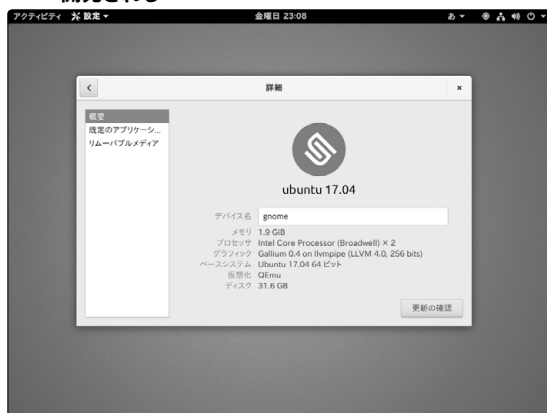 アクティビティ 設定 ▾ 金曜日 23:08 あ ▾
詳細 ×
概要
既定のアプリケーシ...
リムーバブルメディア
ubuntu 17.04
デバイス名 gnome
メモリ 1.9 GiB
プロセッサ Intel Core Processor (Broadwell) × 2
グラフィック Gallium 0.4 on llvmpipe (LLVM 4.0, 256 bits)
ベースシステム Ubuntu 17.04 64 ビット
仮想化 QEmu
ディスク 31.6 GB
更新の確認